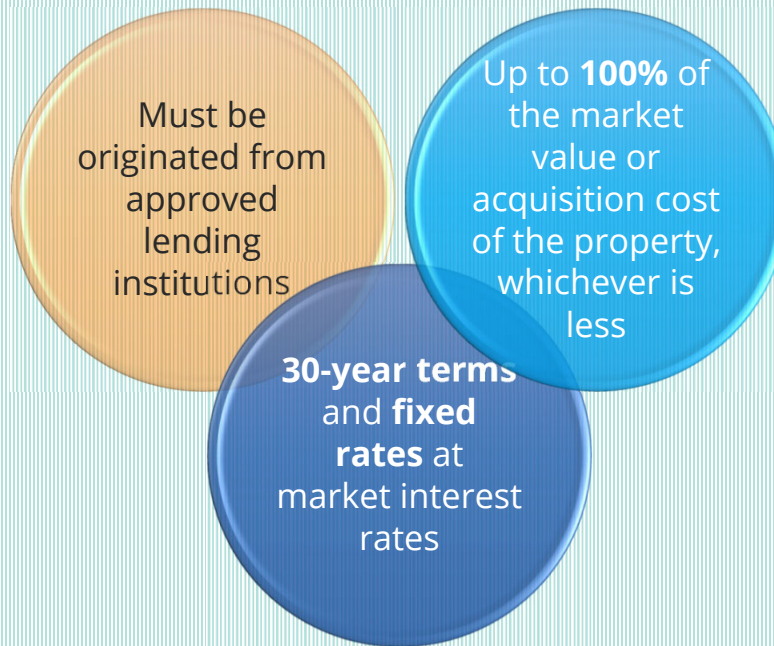 Must be
originated from
approved
lending
institutions
Up to 100% of
the market
value or
acquisition cost
of the property,
whichever is
less
30-year terms
and fixed
rates at
market interest
rates